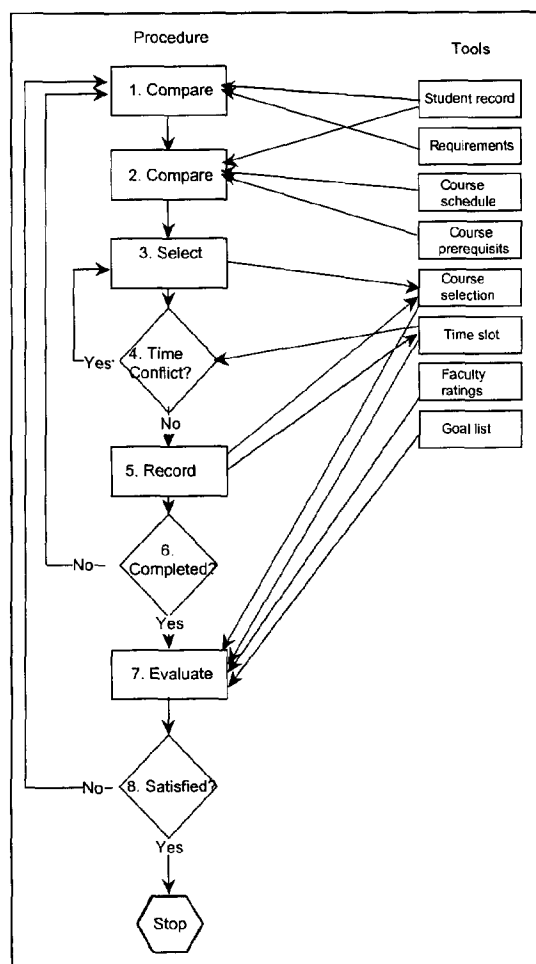 Procedure
Tools
1. Compare
Student record
Requirements
2. Compare
Course
schedule
Course
prerequisits
3. Select
Course
selection
4. Time
Conflict?
Yes
Time slot
Faculty
ratings
No
Goal list
5. Record
6.
Completed?
No
Yes
7. Evaluate
8. Satisfied?
No
Yes
Stop